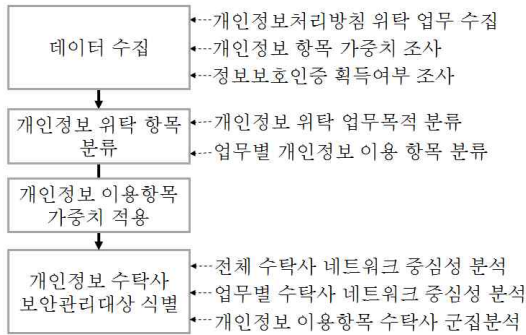 데이터 수집
개인정보처리방침 위탁 업무 수집
개인정보 항목 가중치 조사
정보보호인증 획득여부 조사
개인정보 위탁 항목
분류
개인정보 위탁 업무목적 분류
업무별 개인정보 이용 항목 분류
개인정보 이용항목
가중치 적용
개인정보 수탁사
보안관리대상 식별
전체 수탁사 네트워크 중심성 분석
업무별 수탁사 네트워크 중심성 분석
개인정보 이용항목 수탁사 군집분석